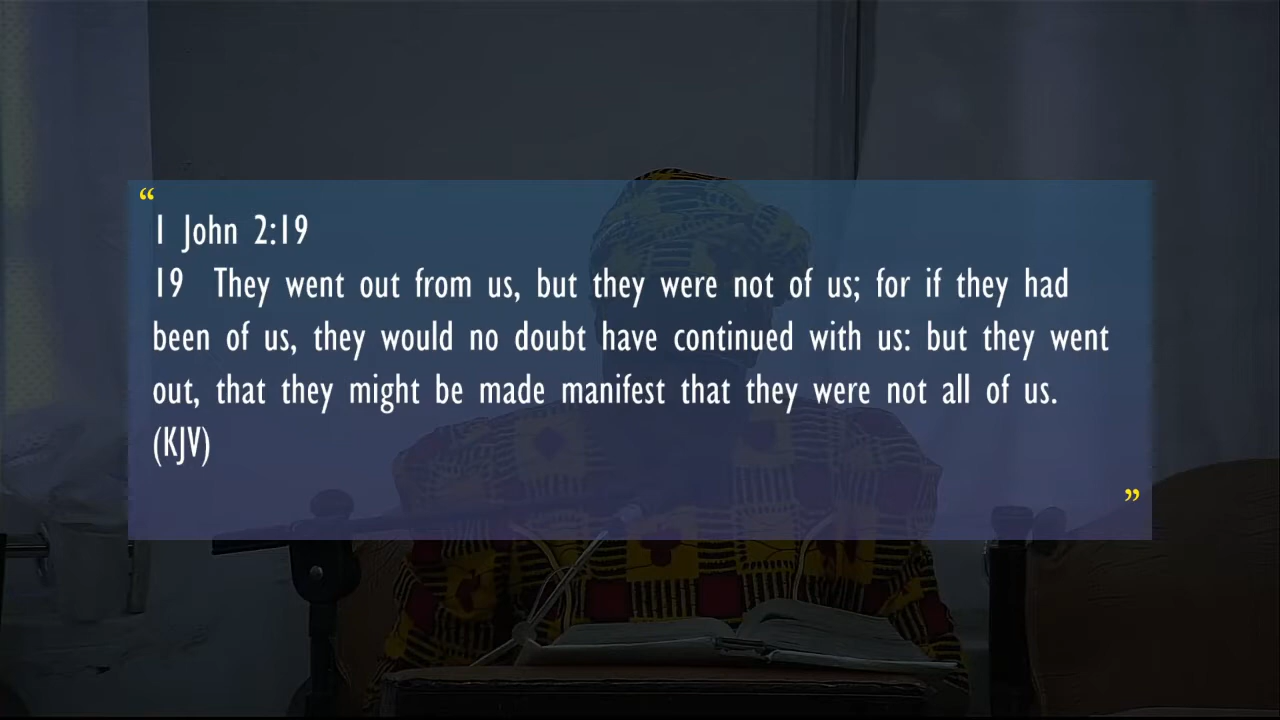 “
1 John 2:19
19 They went out from us, but they were not of us; for if they had
been of us, they would no doubt have continued with us: but they went
out, that they might be made manifest that they were not all of us.
(KJV)
”